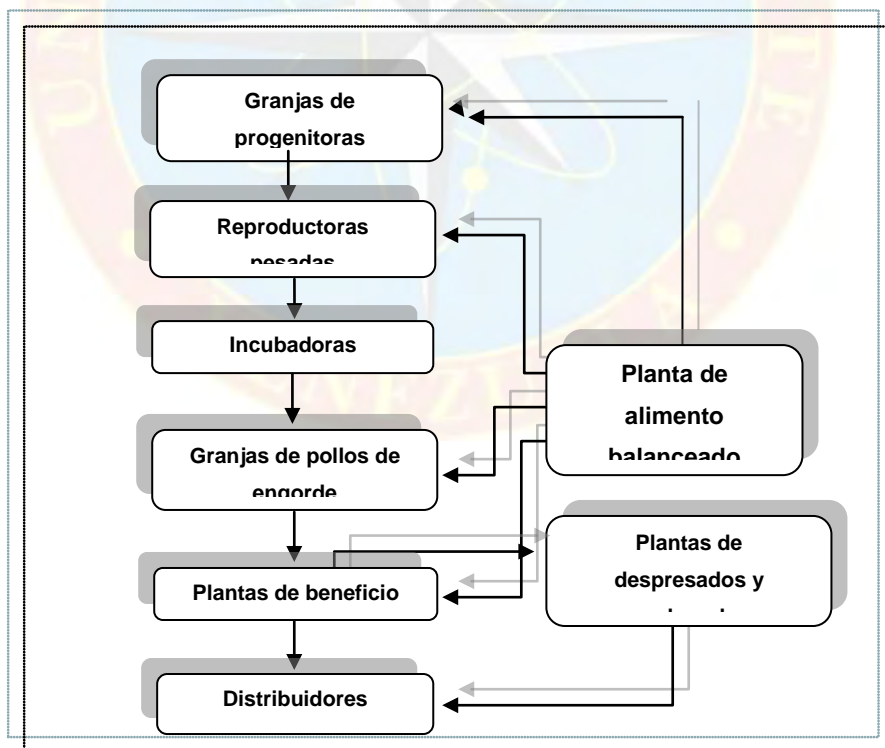 Granjas de
progenitoras
Reproductoras
pesadas
Incubadoras
Granjas de pollos de
engorde
Plantas de beneficio
Distribuidores
Planta de
alimento
balanceado
Plantas de
despresados y